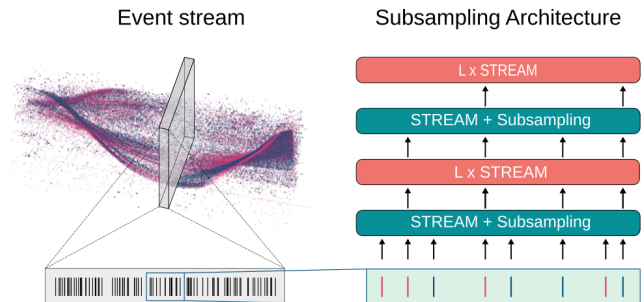 Event stream
Subsampling Architecture
L x STREAM
STREAM + Subsampling
L x STREAM
STREAM + Subsampling